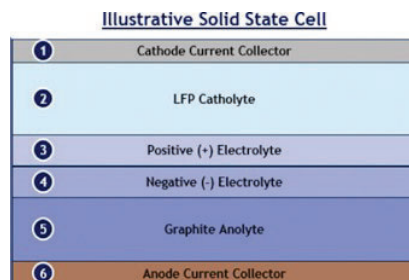 Illustrative Solid State Cell
1 Cathode Current Collector
2 LFP Catholyte
3 Positive (+) Electrolyte
4 Negative (-) Electrolyte
5 Graphite Anolyte
6 Anode Current Collector